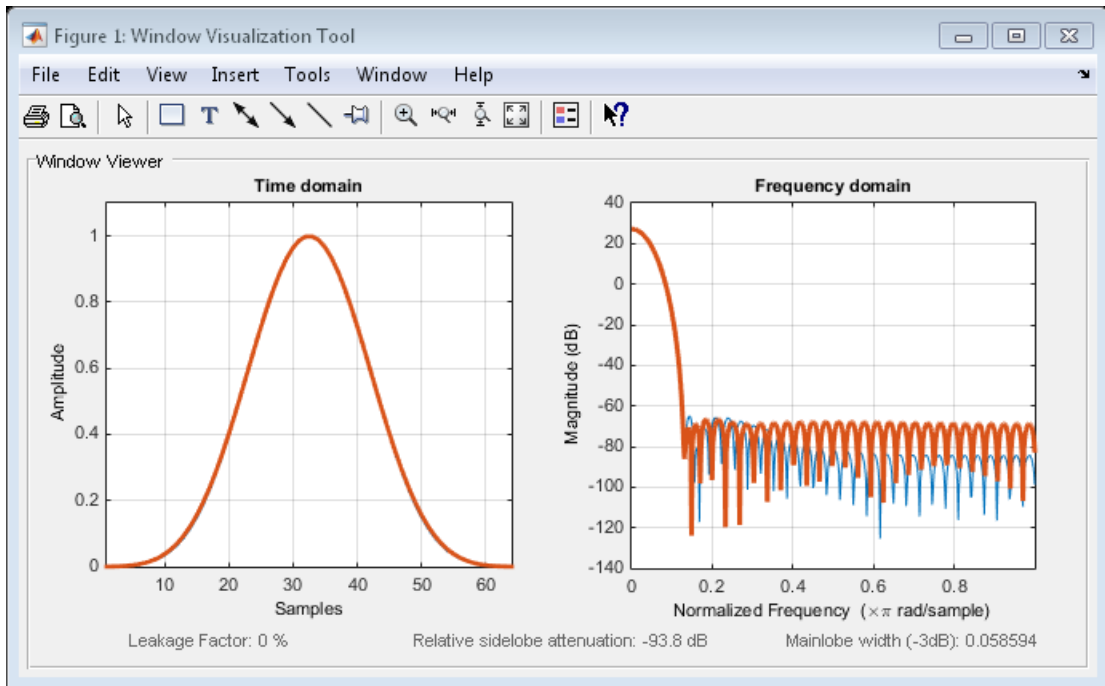 Figure 1: Window Visualization Tool
File Edit View Insert Tools Window Help
T
?
Window Viewer
Time domain
1
0.8
0.6
0.4
0.2
0
10 20 30 40 50 60
Amplitude
Samples
Frequency domain
40
20
0
-20
-40
-60
-80
-100
-120
-140
0 0.2 0.4 0.6 0.8
Magnitude (dB)
Normalized Frequency (×π rad/sample)
Leakage Factor: 0 % Relative sidelobe attenuation: -93.8 dB Mainlobe width (-3dB): 0.058594